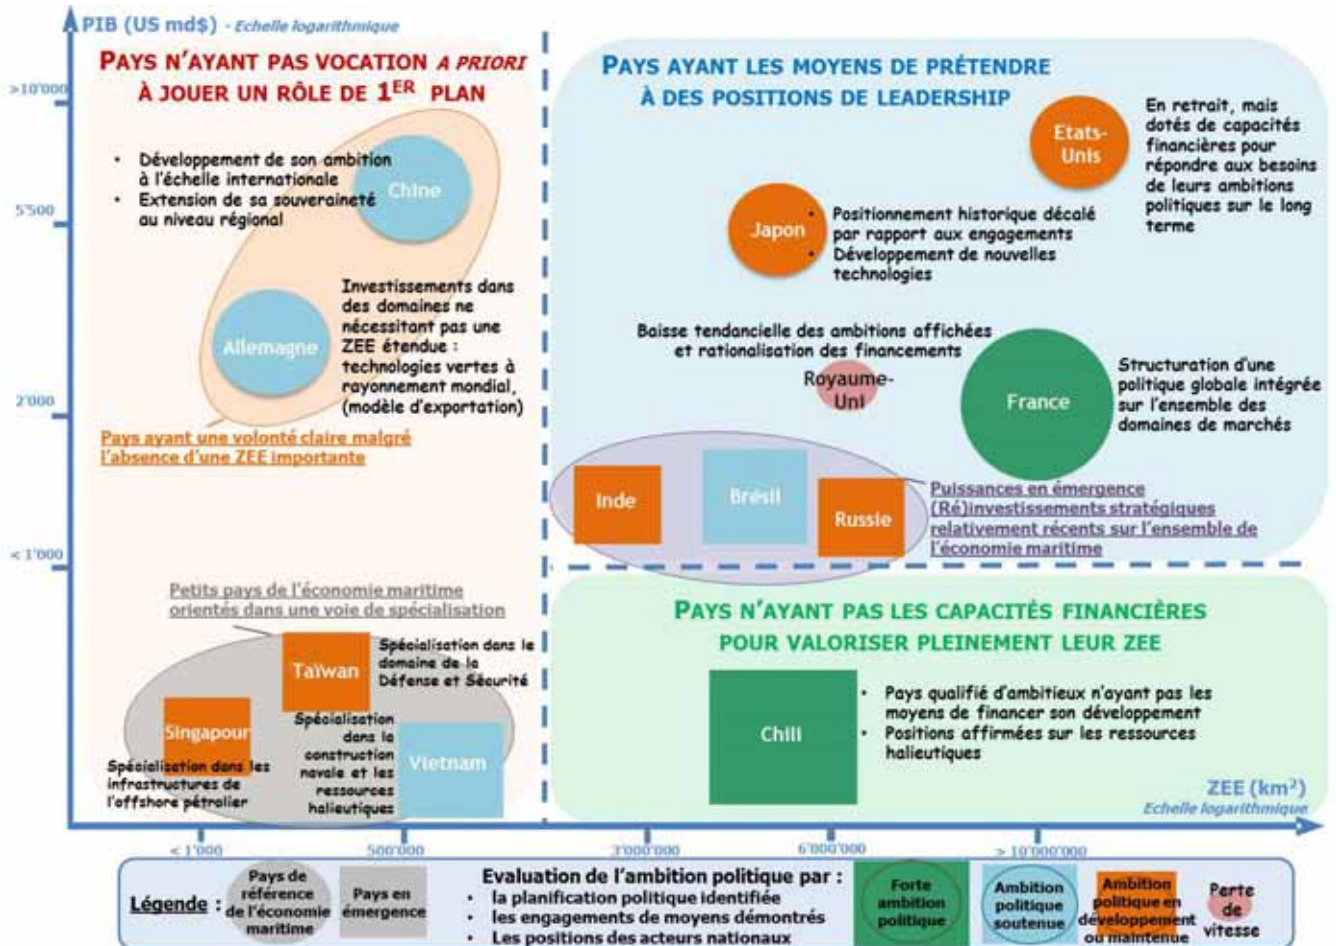 PIB (US md$) - Echelle logarithmique
>10'000
5'500
2'000
< 1'000
PAYS N'AYANT PAS VOCATION A PRIORI
À JOUER UN RÔLE DE 1ER PLAN
• Développement de son ambition
à l'échelle internationale
• Extension de sa souveraineté
au niveau régional
Chine
Allemagne
Investissements dans
des domaines ne
nécessitant pas une
ZEE étendue :
technologies vertes à
rayonnement mondial,
(modèle d'exportation)
Pays ayant une volonté claire malgré
l'absence d'une ZEE importante
PAYS AYANT LES MOYENS DE PRÉTENDRE
À DES POSITIONS DE LEADERSHIP
Etats-
Unis
En retrait, mais
dotés de capacités
financières pour
répondre aux besoins
de leurs ambitions
politiques sur le long
terme
Japon
• Positionnement historique décalé
par rapport aux engagements
• Développement de nouvelles
technologies
Baisse tendancielle des ambitions affichées
et rationalisation des financements
Royaume-
Uni
France
Structuration d'une
politique globale intégrée
sur l'ensemble des
domaines de marchés
Inde
Brésil
Russie
Puissances en émergence
(Ré)investissements stratégiques
relativement récents sur l'ensemble de
l'économie maritime
Petits pays de l'économie maritime
orientés dans une voie de spécialisation
Taïwan
Spécialisation dans le
domaine de la
Défense et Sécurité
Singapour
Spécialisation dans les
infrastructures de
l'offshore pétrolier
Spécialisation
dans la
construction
navale et les
ressources
halieutiques
Vietnam
PAYS N'AYANT PAS LES CAPACITÉS FINANCIÈRES
POUR VALORISER PLEINEMENT LEUR ZEE
Chili
• Pays qualifié d'ambitieux n'ayant pas les
moyens de financer son développement
• Positions affirmées sur les ressources
halieutiques
ZEE (km²)
Echelle logarithmique
< 1'000
500'000
3'000'000
6'000'000
> 10'000'000
Légende :
Pays de
référence
de l'économie
maritime
Pays en
émergence
Evaluation de l'ambition politique par :
• la planification politique identifiée
• les engagements de moyens démontrés
• Les positions des acteurs nationaux
Forte
ambition
politique
Ambition
politique
soutenue
Ambition
politique en
développement
ou maintenue
Perte
de
vitesse